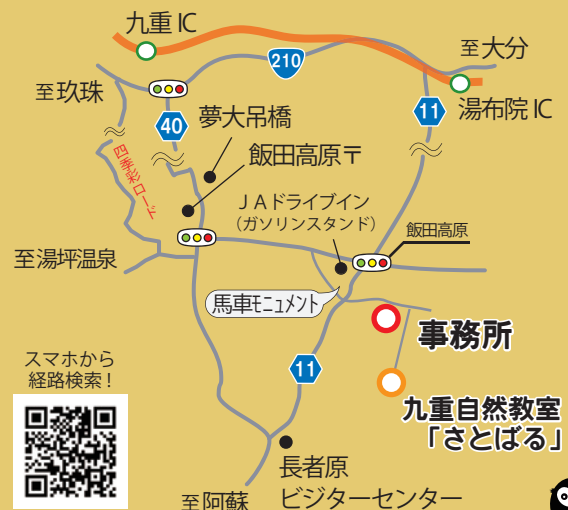 九重 IC
210
至大分
至玖珠
湯布院 IC
11
40
夢大吊橋
飯田高原〒
四季彩ロード
ＪＡドライブイン
（ガソリンスタンド）
飯田高原
至湯坪温泉
馬車モニュメント
事務所
スマホから
経路検索！
11
九重自然教室
「さとばる」
長者原
ビジターセンター
至阿蘇